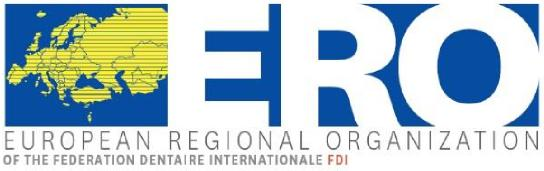 ERO
EUROPEAN REGIONAL ORGANIZATION
OF THE FEDERATION DENTAIRE INTERNATIONALE FDI